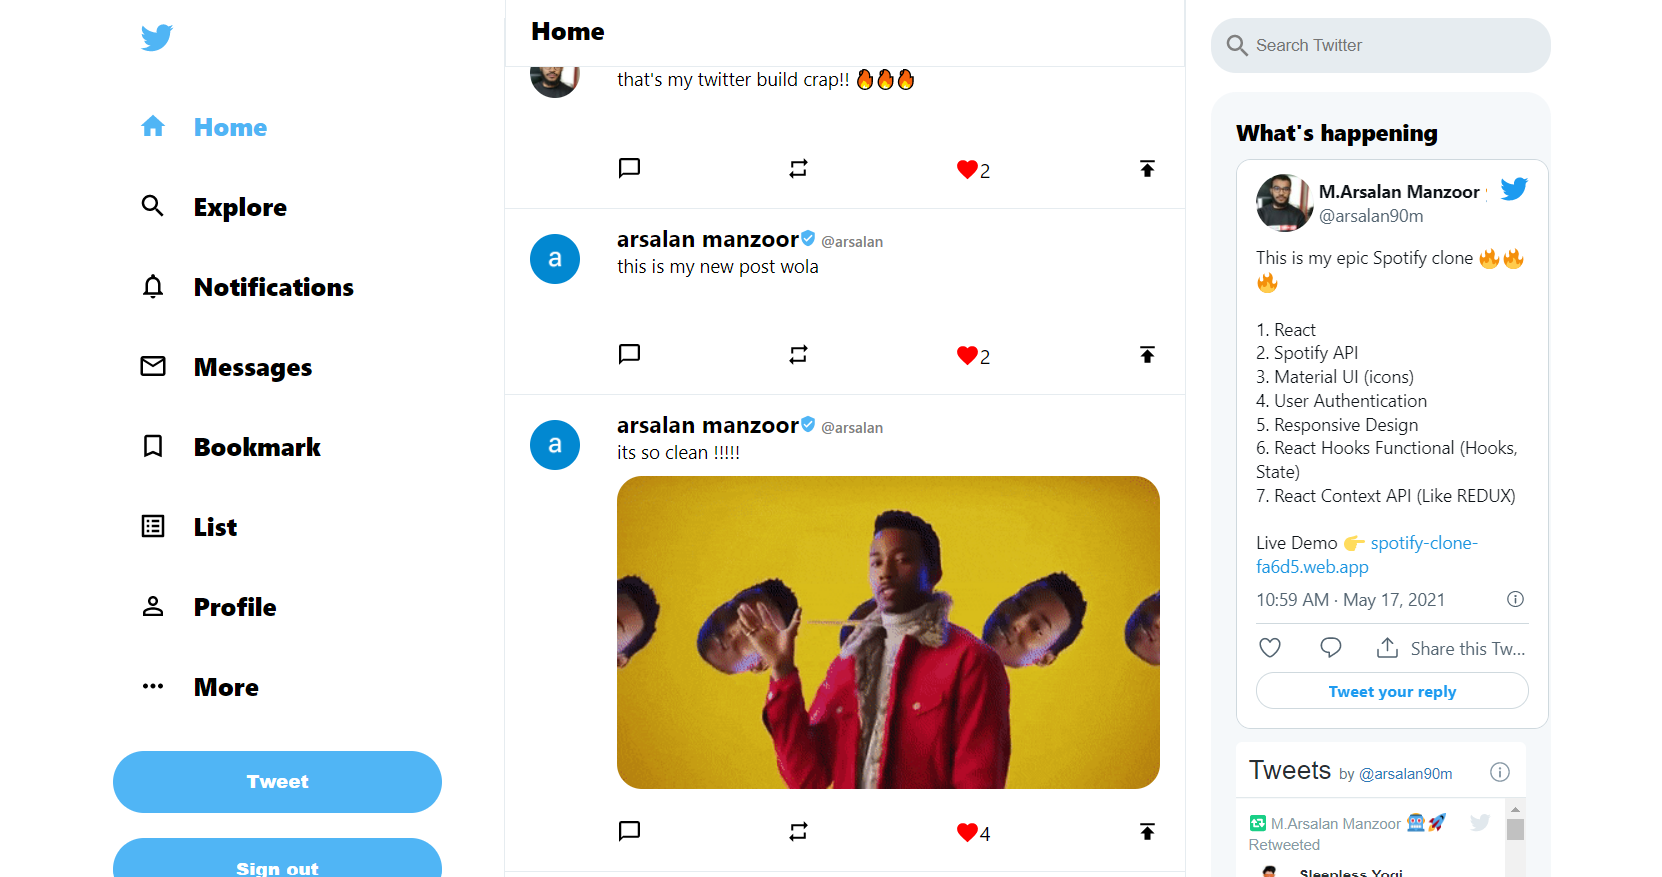 Home
Explore
Notifications
Messages
Bookmark
List
Profile
More
Tweet
Sign out
Home
that's my twitter build crap!! 🔥🔥🔥
2
a
arsalan manzoor @arsalan
this is my new post wola
2
a
arsalan manzoor @arsalan
its so clean !!!!!
4
Search Twitter
What's happening
M.Arsalan Manzoor
@arsalan90m
This is my epic Spotify clone 🔥🔥
🔥
1. React
2. Spotify API
3. Material UI (icons)
4. User Authentication
5. Responsive Design
6. React Hooks Functional (Hooks,
State)
7. React Context API (Like REDUX)
Live Demo 👉 spotify-clone-
fa6d5.web.app
10:59 AM · May 17, 2021
Share this Tw...
Tweet your reply
Tweets by @arsalan90m
M.Arsalan Manzoor 🤖🚀
Retweeted
Sleepless Yogi